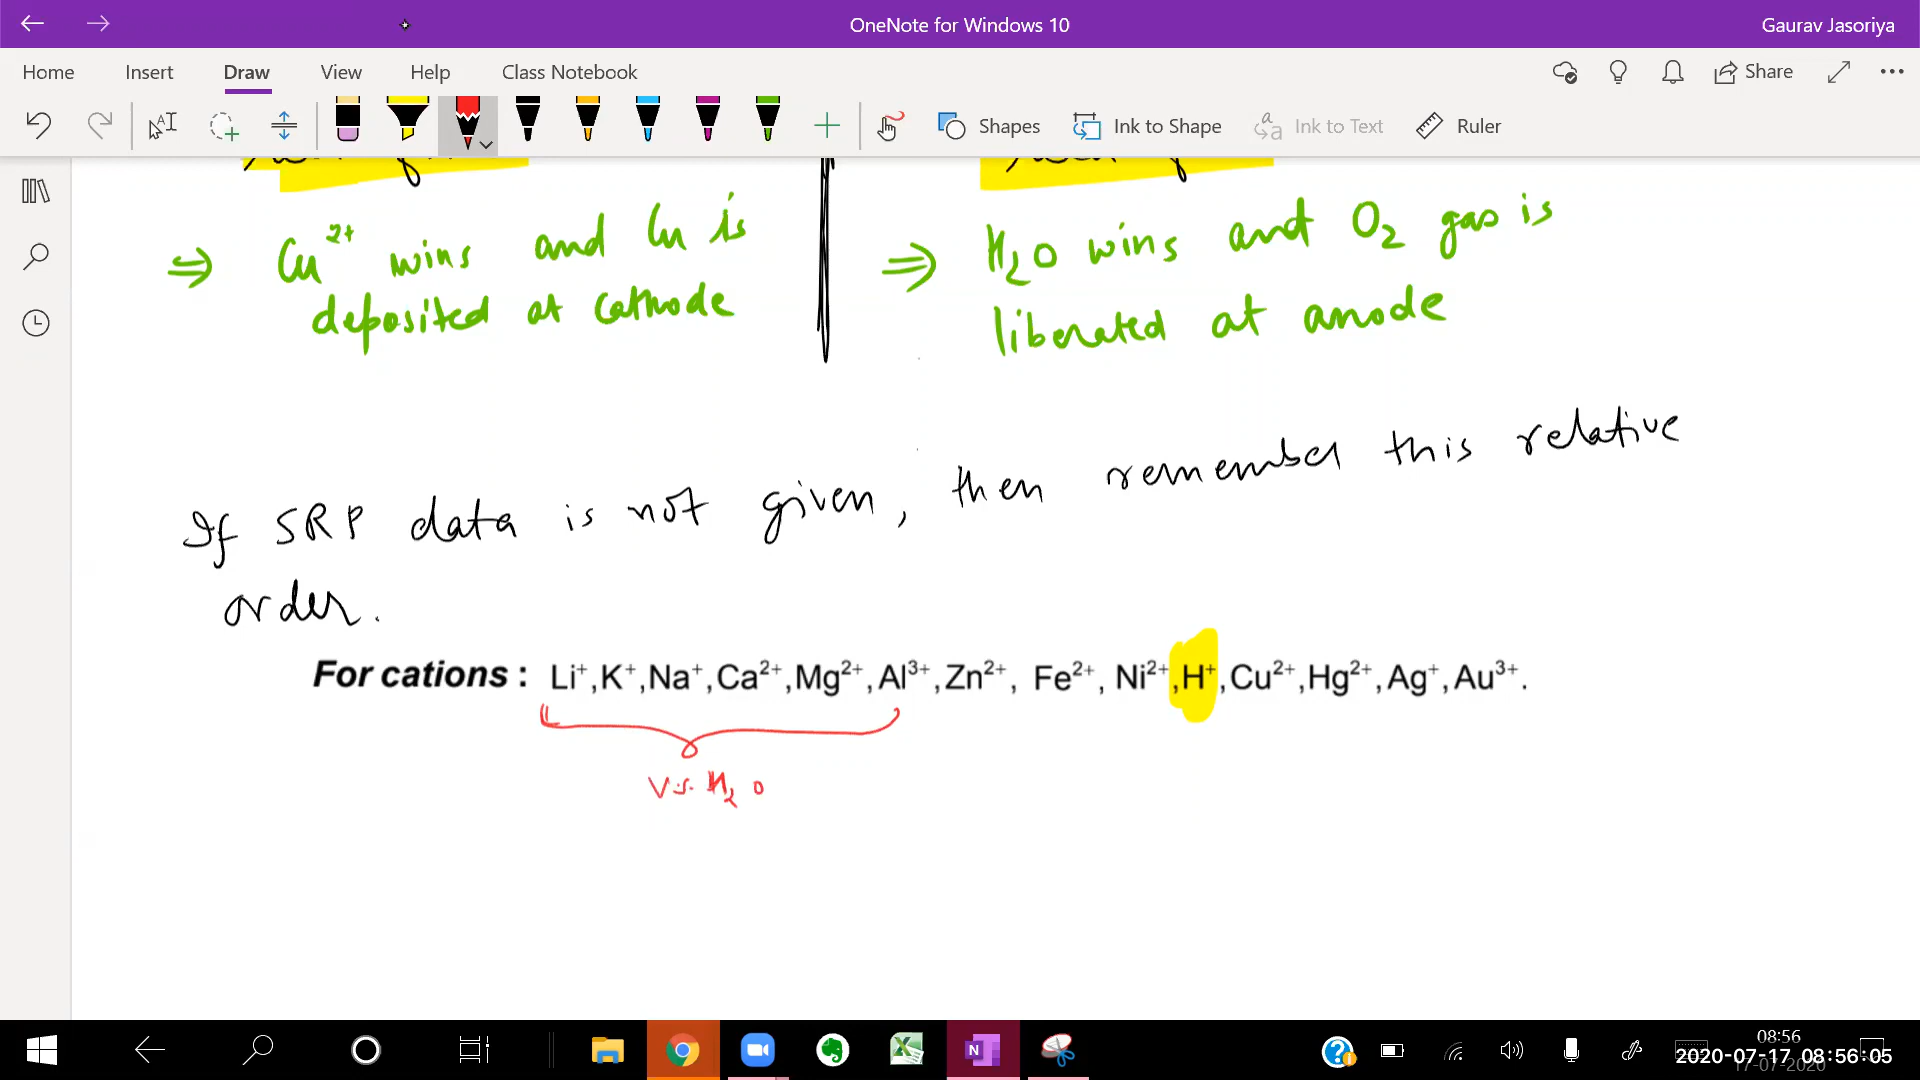 OneNote for Windows 10
Gaurav Jasoriya
Home Insert Draw View Help Class Notebook
Share
Shapes Ink to Shape Ink to Text Ruler
⇒ Cu²⁺ wins and Cu is
deposited at cathode
⇒ H₂O wins and O₂ gas is
liberated at anode
If SRP data is not given, then remember this relative
order.
For cations : Li⁺,K⁺,Na⁺,Ca²⁺,Mg²⁺,Al³⁺,Zn²⁺, Fe²⁺, Ni²⁺,H⁺,Cu²⁺,Hg²⁺,Ag⁺,Au³⁺.
v.s. H₂O
08:56
2020-07-17 08:56:05
17-07-2020